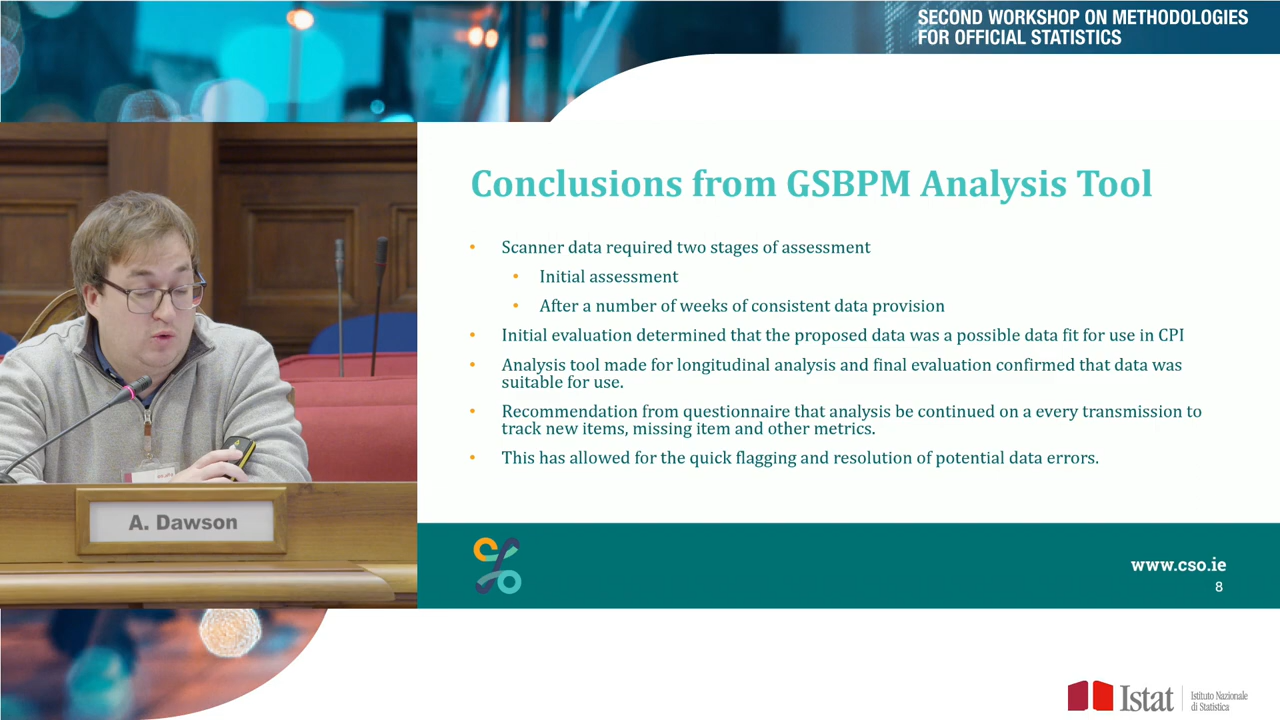 SECOND WORKSHOP ON METHODOLOGIES
FOR OFFICIAL STATISTICS
Conclusions from GSBPM Analysis Tool
• Scanner data required two stages of assessment
• Initial assessment
• After a number of weeks of consistent data provision
• Initial evaluation determined that the proposed data was a possible data fit for use in CPI
• Analysis tool made for longitudinal analysis and final evaluation confirmed that data was
suitable for use.
• Recommendation from questionnaire that analysis be continued on a every transmission to
track new items, missing item and other metrics.
• This has allowed for the quick flagging and resolution of potential data errors.
A. Dawson
www.cso.ie
8
Istat
Istituto Nazionale
di Statistica